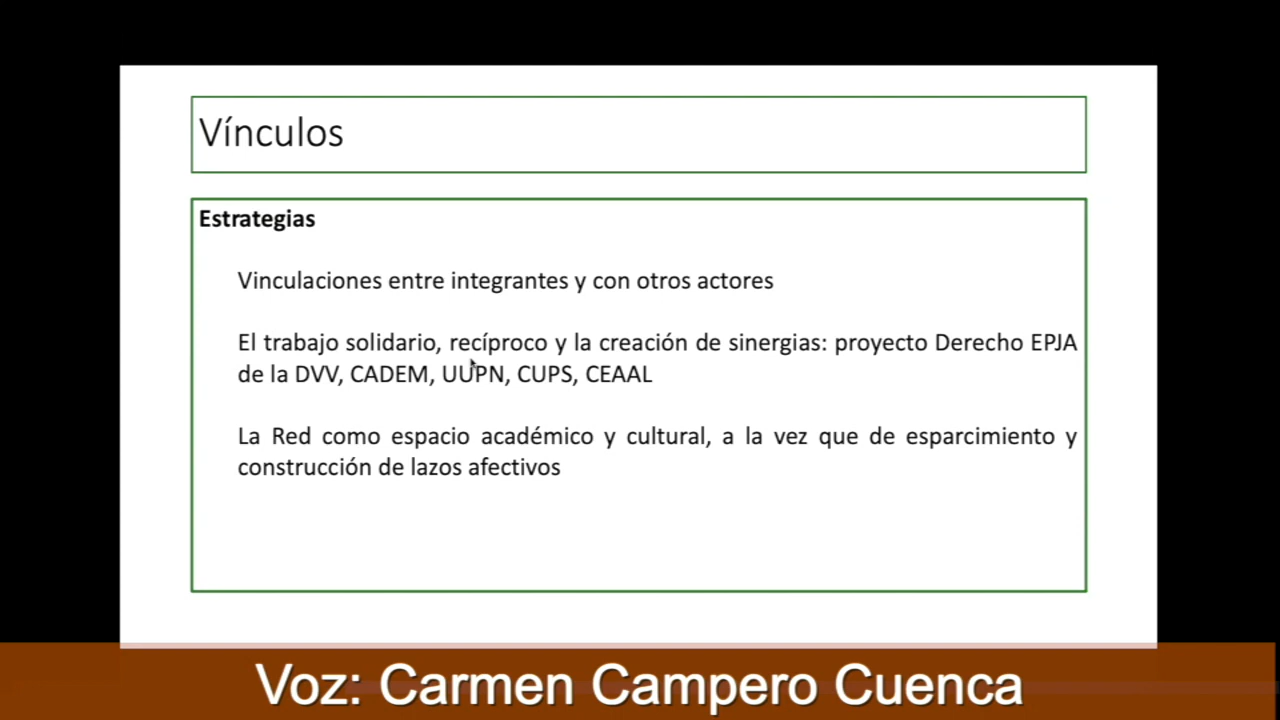 Vínculos
Estrategias
Vinculaciones entre integrantes y con otros actores
El trabajo solidario, recíproco y la creación de sinergias: proyecto Derecho EPJA
de la DVV, CADEM, UUPN, CUPS, CEAAL
La Red como espacio académico y cultural, a la vez que de esparcimiento y
construcción de lazos afectivos
Voz: Carmen Campero Cuenca